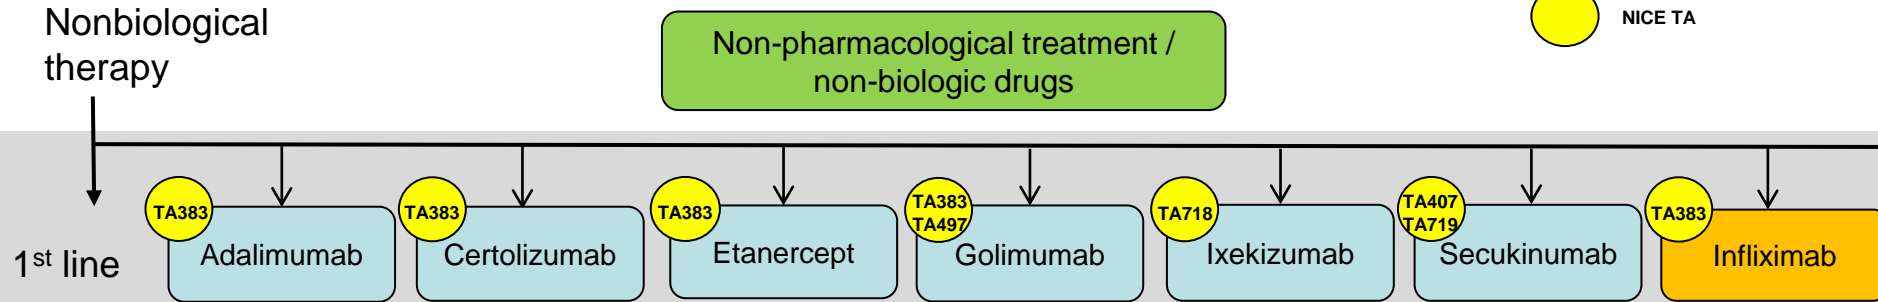 Nonbiological
therapy
Non-pharmacological treatment /
non-biologic drugs
NICE TA
1st line
TA383
Adalimumab
TA383
Certolizumab
TA383
Etanercept
TA383
TA497
Golimumab
TA718
Ixekizumab
TA407
TA719
Secukinumab
TA383
Infliximab